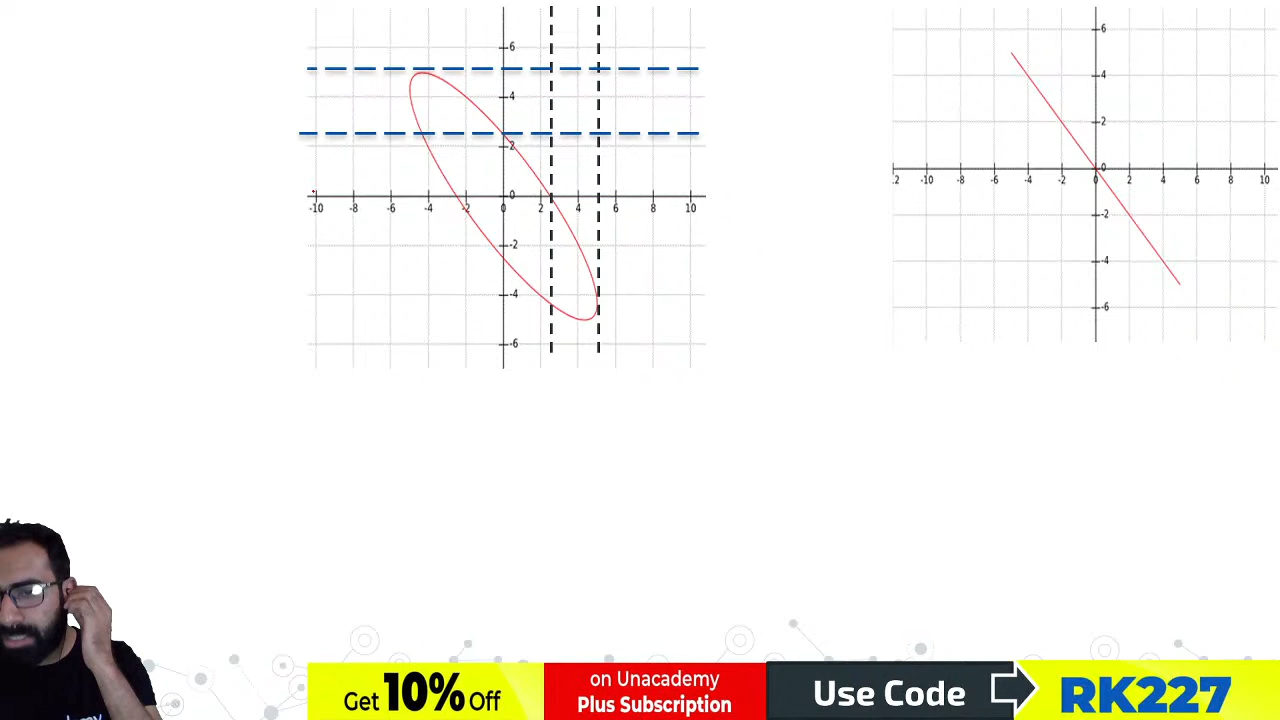 6
4
2
0
-10 -8 -6 -4 -2 0 2 4 6 8 10
-2
-4
-6
6
4
2
0
2 -10 -8 -6 -4 -2 0 2 4 6 8 10
-2
-4
-6
Get 10% Off
on Unacademy
Plus Subscription
Use Code
RK227